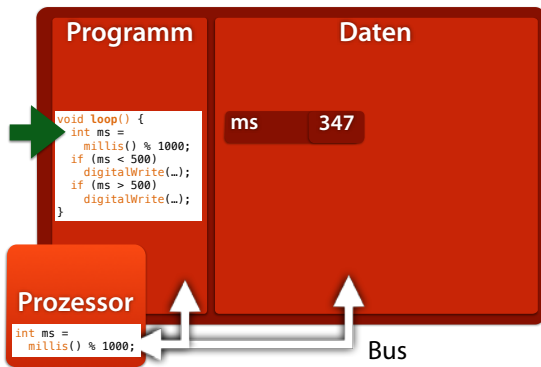 Programm
Daten
void loop() {
int ms =
millis() % 1000;
if (ms < 500)
digitalWrite(…);
if (ms > 500)
digitalWrite(…);
}
ms 347
Prozessor
int ms =
millis() % 1000;
Bus